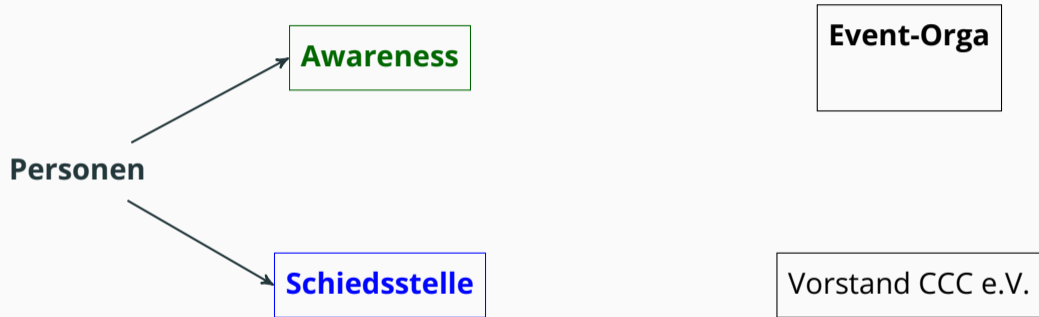 Awareness
Event-Orga
Personen
Schiedsstelle
Vorstand CCC e.V.